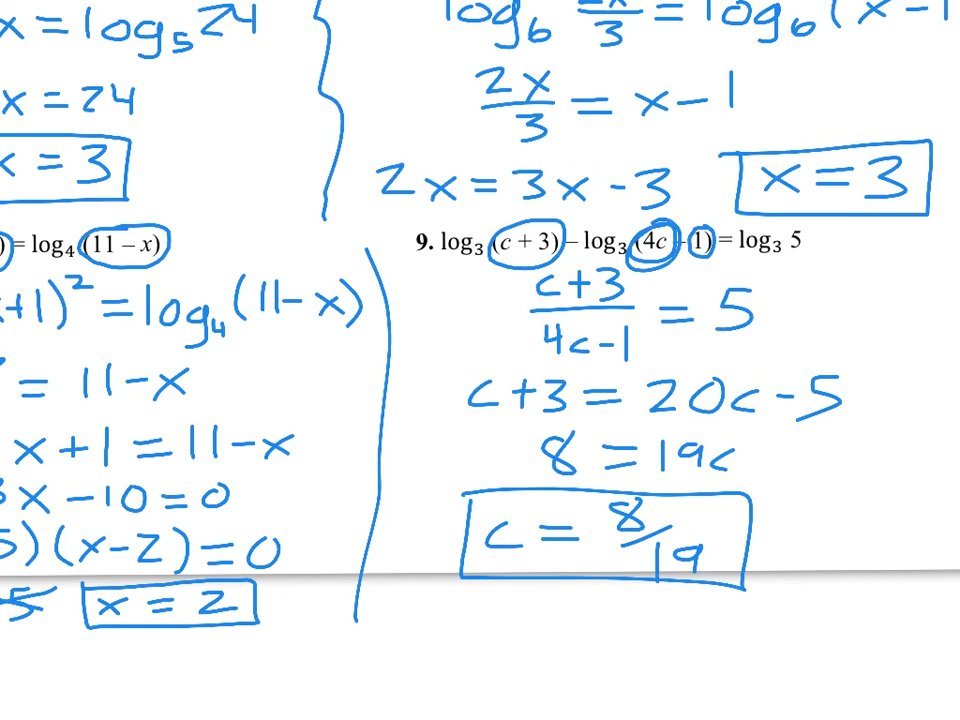 x = log₅24
x = 24
x = 3
) = log₄ (11 – x)
+1)² = log₄(11-x)
= 11-x
x+1 = 11-x
3x-10=0
5)(x-2)=0
5 x = 2
log₆ 2x/3 = log₆(x-1
2x/3 = x-1
2x = 3x-3 x = 3
9. log₃ (c + 3) – log₃ (4c – 1) = log₃ 5
c+3/4c-1 = 5
c+3 = 20c-5
8 = 19c
c = 8/19